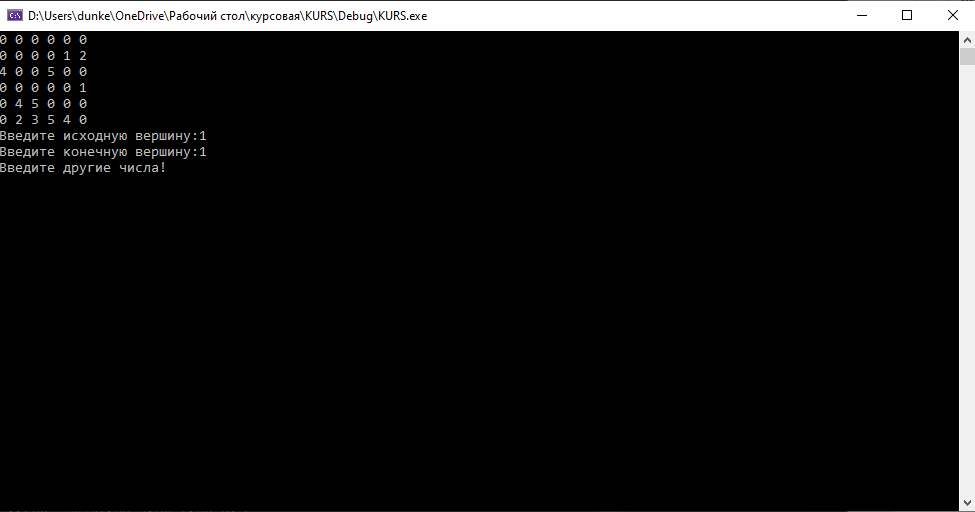 D:\Users\dunke\OneDrive\Рабочий стол\курсовая\KURS\Debug\KURS.exe
0 0 0 0 0 0
0 0 0 0 1 2
4 0 0 5 0 0
0 0 0 0 0 1
0 4 5 0 0 0
0 2 3 5 4 0
Введите исходную вершину:1
Введите конечную вершину:1
Введите другие числа!